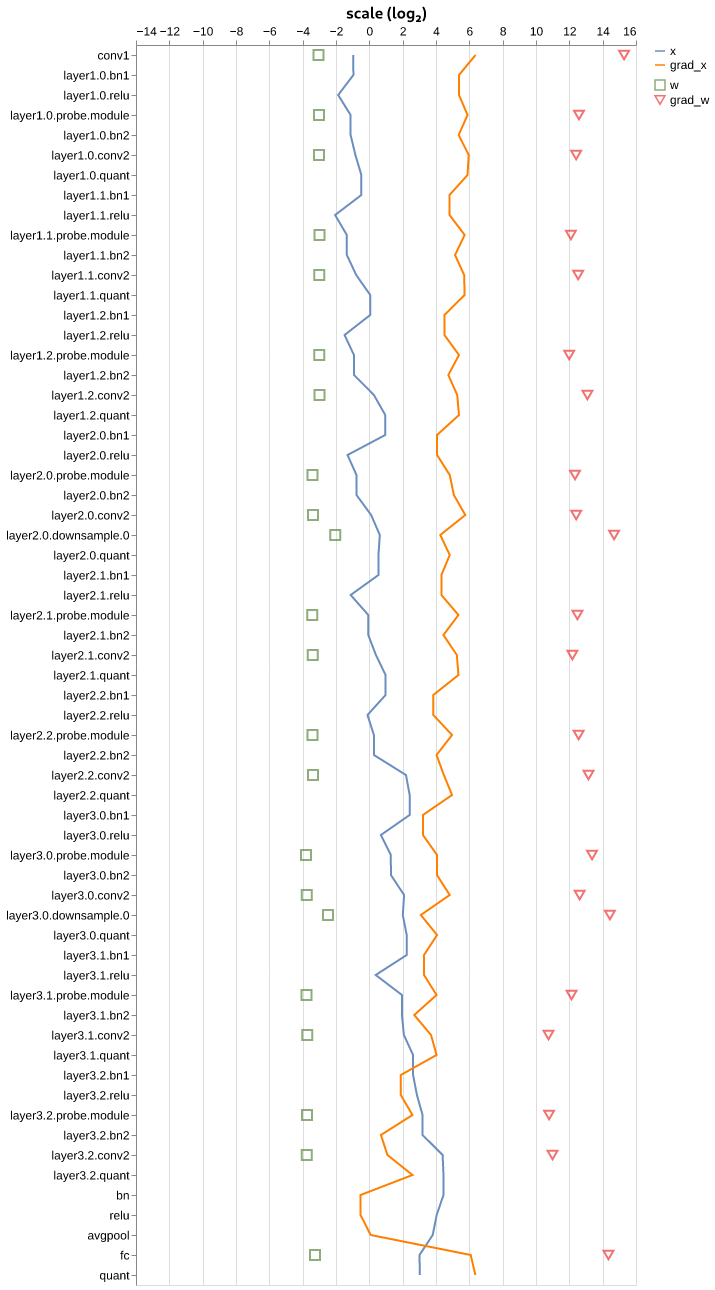 scale (log₂)
−14 −12 −10 −8 −6 −4 −2 0 2 4 6 8 10 12 14 16
x
grad_x
w
grad_w
conv1
layer1.0.bn1
layer1.0.relu
layer1.0.probe.module
layer1.0.bn2
layer1.0.conv2
layer1.0.quant
layer1.1.bn1
layer1.1.relu
layer1.1.probe.module
layer1.1.bn2
layer1.1.conv2
layer1.1.quant
layer1.2.bn1
layer1.2.relu
layer1.2.probe.module
layer1.2.bn2
layer1.2.conv2
layer1.2.quant
layer2.0.bn1
layer2.0.relu
layer2.0.probe.module
layer2.0.bn2
layer2.0.conv2
layer2.0.downsample.0
layer2.0.quant
layer2.1.bn1
layer2.1.relu
layer2.1.probe.module
layer2.1.bn2
layer2.1.conv2
layer2.1.quant
layer2.2.bn1
layer2.2.relu
layer2.2.probe.module
layer2.2.bn2
layer2.2.conv2
layer2.2.quant
layer3.0.bn1
layer3.0.relu
layer3.0.probe.module
layer3.0.bn2
layer3.0.conv2
layer3.0.downsample.0
layer3.0.quant
layer3.1.bn1
layer3.1.relu
layer3.1.probe.module
layer3.1.bn2
layer3.1.conv2
layer3.1.quant
layer3.2.bn1
layer3.2.relu
layer3.2.probe.module
layer3.2.bn2
layer3.2.conv2
layer3.2.quant
bn
relu
avgpool
fc
quant